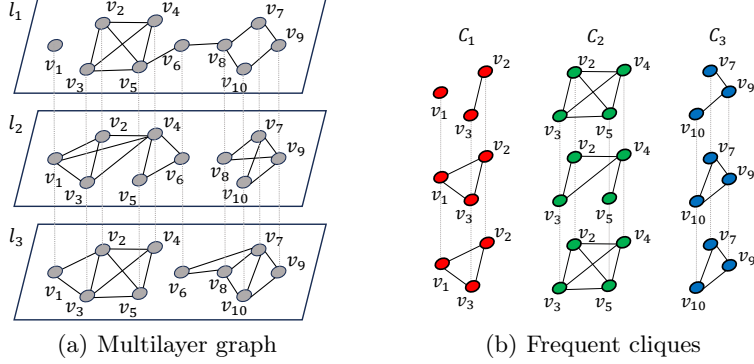 l₁ v₂ v₄ v₇
v₁ v₃ v₅ v₆ v₈ v₉ v₁₀
l₂ v₂ v₄ v₇
v₁ v₃ v₅ v₆ v₈ v₉ v₁₀
l₃ v₂ v₄ v₇
v₁ v₃ v₅ v₆ v₈ v₉ v₁₀
(a) Multilayer graph
C₁ C₂ C₃
v₂ v₂ v₄ v₇
v₁ v₃ v₃ v₅ v₉ v₁₀
v₂ v₂ v₄ v₇
v₁ v₃ v₃ v₅ v₉ v₁₀
v₂ v₂ v₄ v₇
v₁ v₃ v₃ v₅ v₉ v₁₀
(b) Frequent cliques